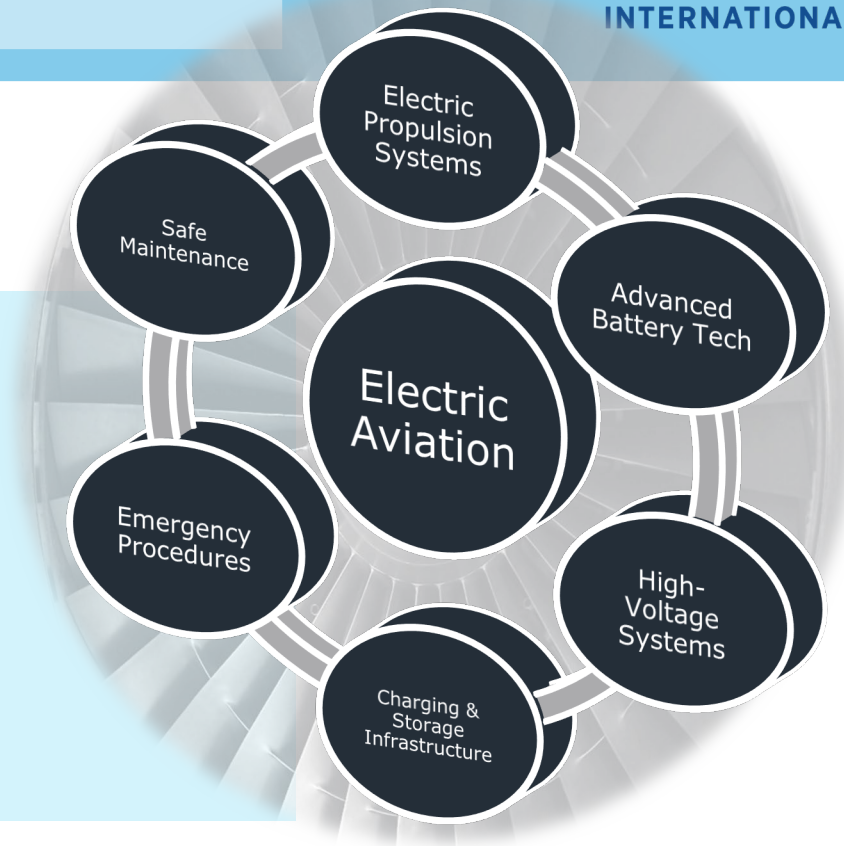 INTERNATIONA
Electric
Propulsion
Systems
Safe
Maintenance
Advanced
Battery Tech
Electric
Aviation
Emergency
Procedures
High-
Voltage
Systems
Charging &
Storage
Infrastructure